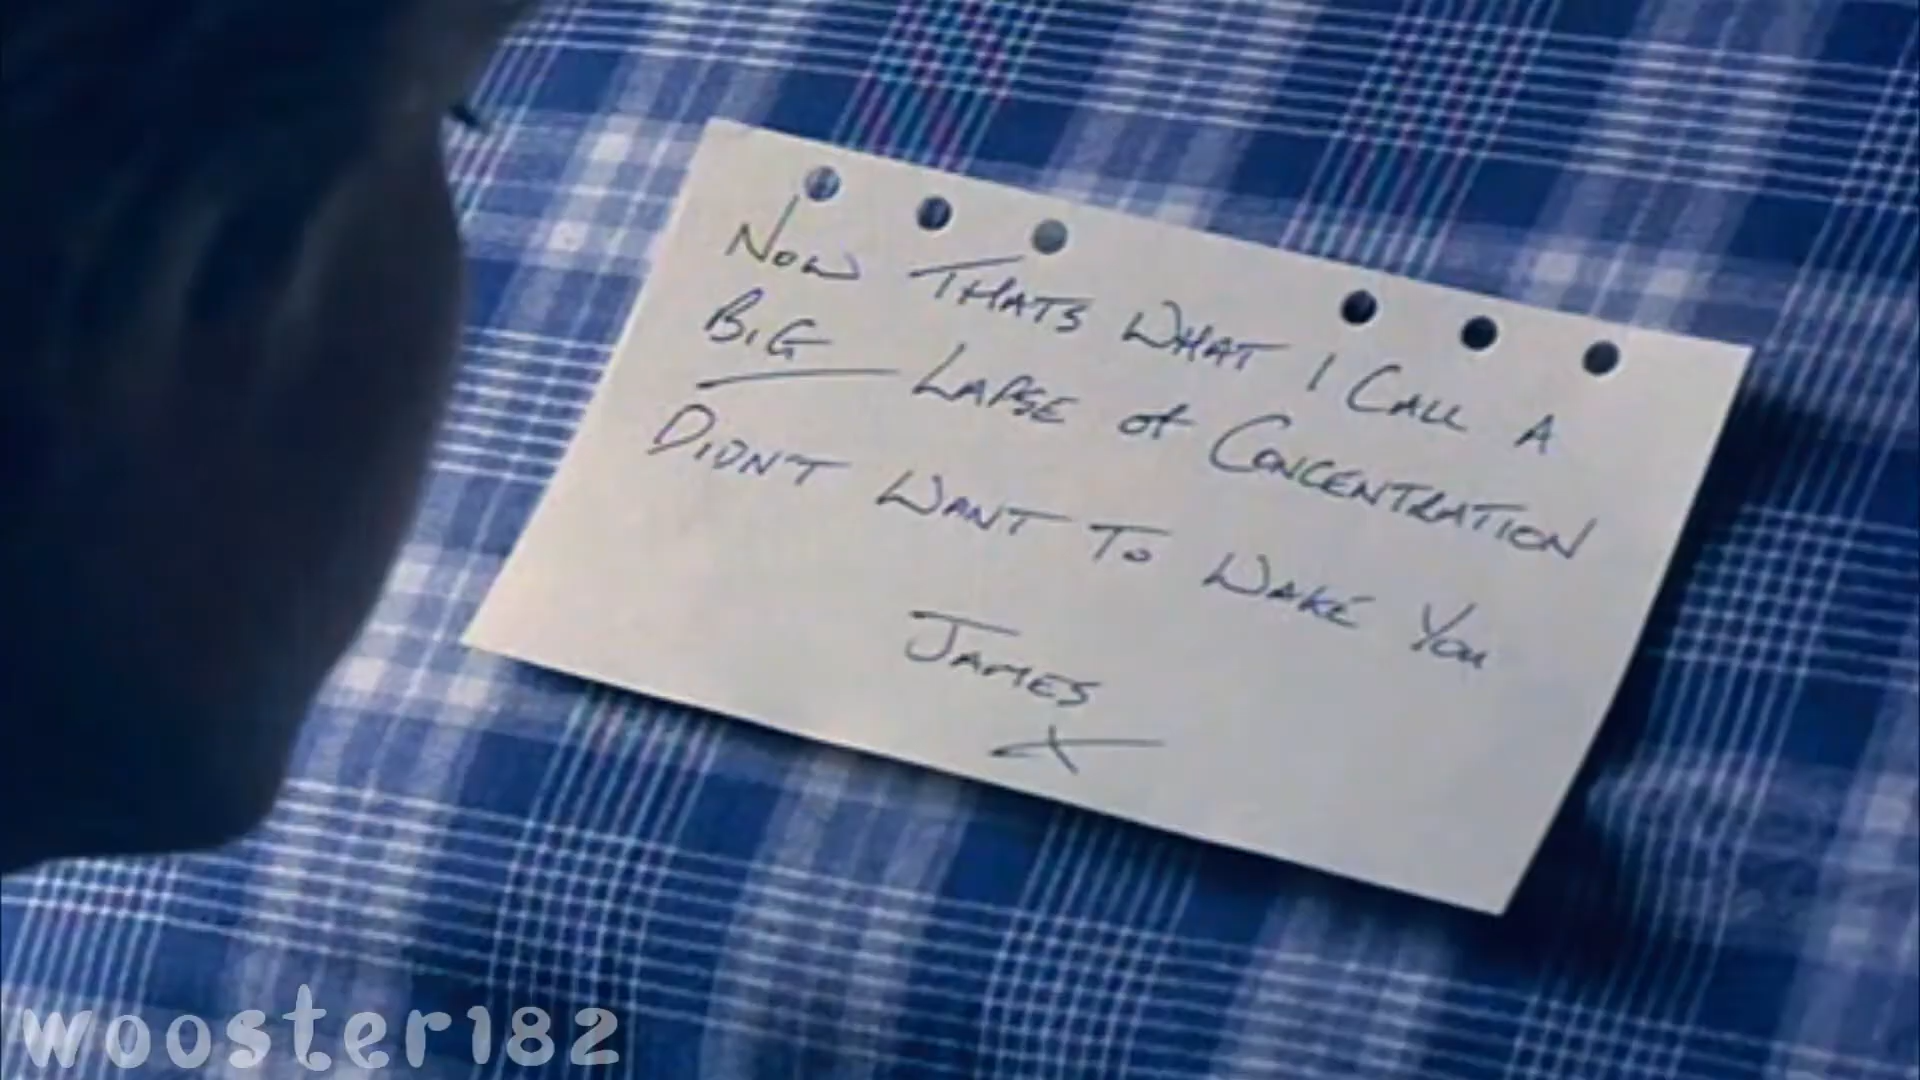 NOW THATS WHAT I CALL A
BIG LAPSE of CONCENTRATION
DIDN'T WANT TO WAKE YOU
JAMES
X
wooster182